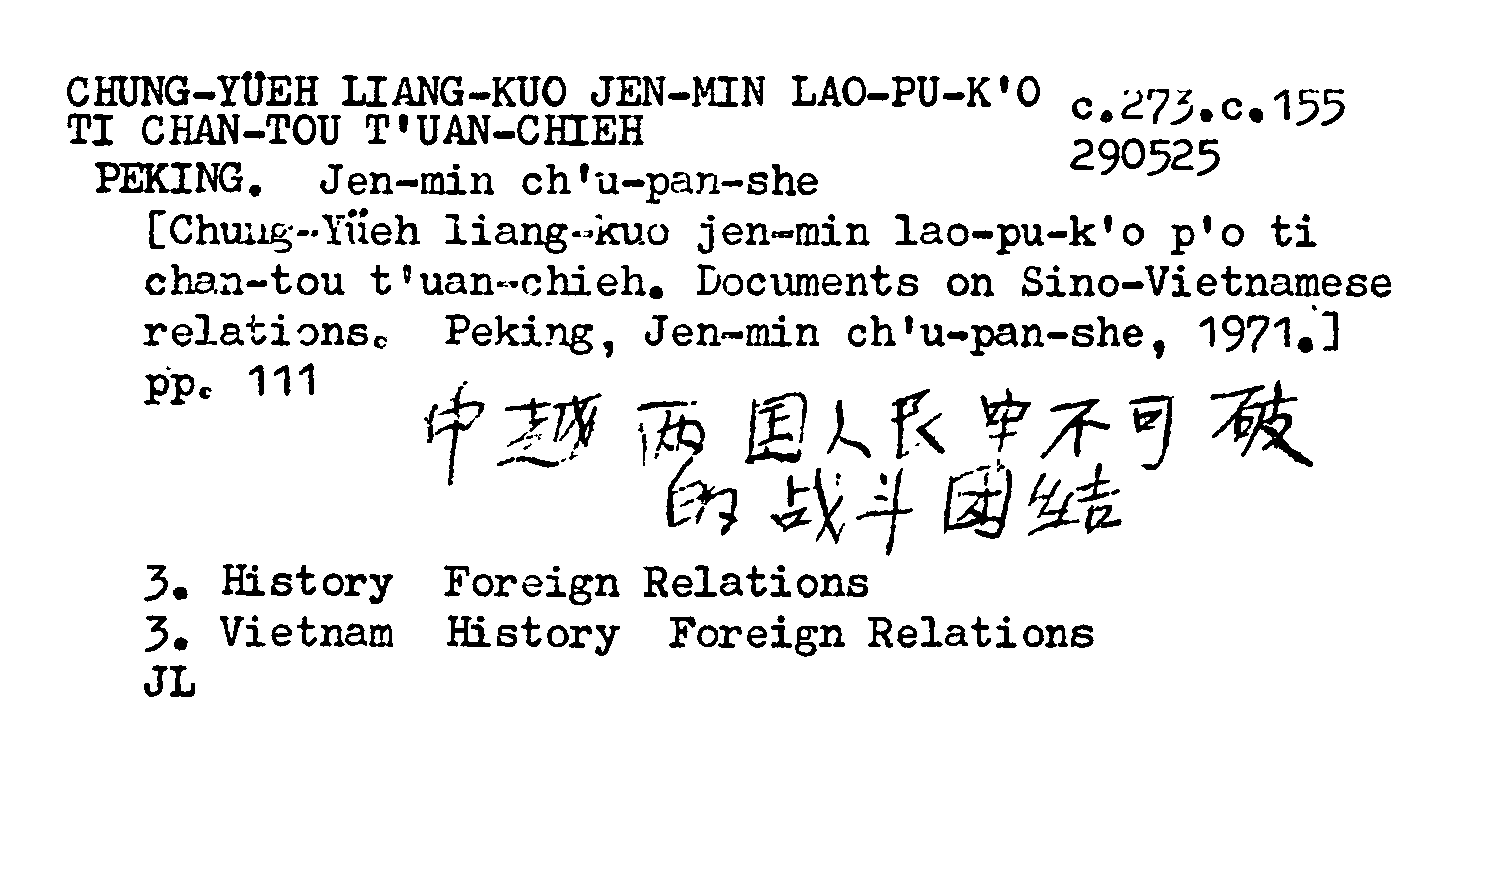 CHUNG-YÜEH LIANG-KUO JEN-MIN LAO-PU-K'O
TI CHAN-TOU T'UAN-CHIEH
c.273.c.155
290525
PEKING. Jen-min ch'u-pan-she
[Chung-Yüeh liang-kuo jen-min lao-pu-k'o p'o ti
chan-tou t'uan-chieh. Documents on Sino-Vietnamese
relations. Peking, Jen-min ch'u-pan-she, 1971.]
pp. 111
中越两国人民牢不可破
的战斗团结
3. History Foreign Relations
3. Vietnam History Foreign Relations
JL